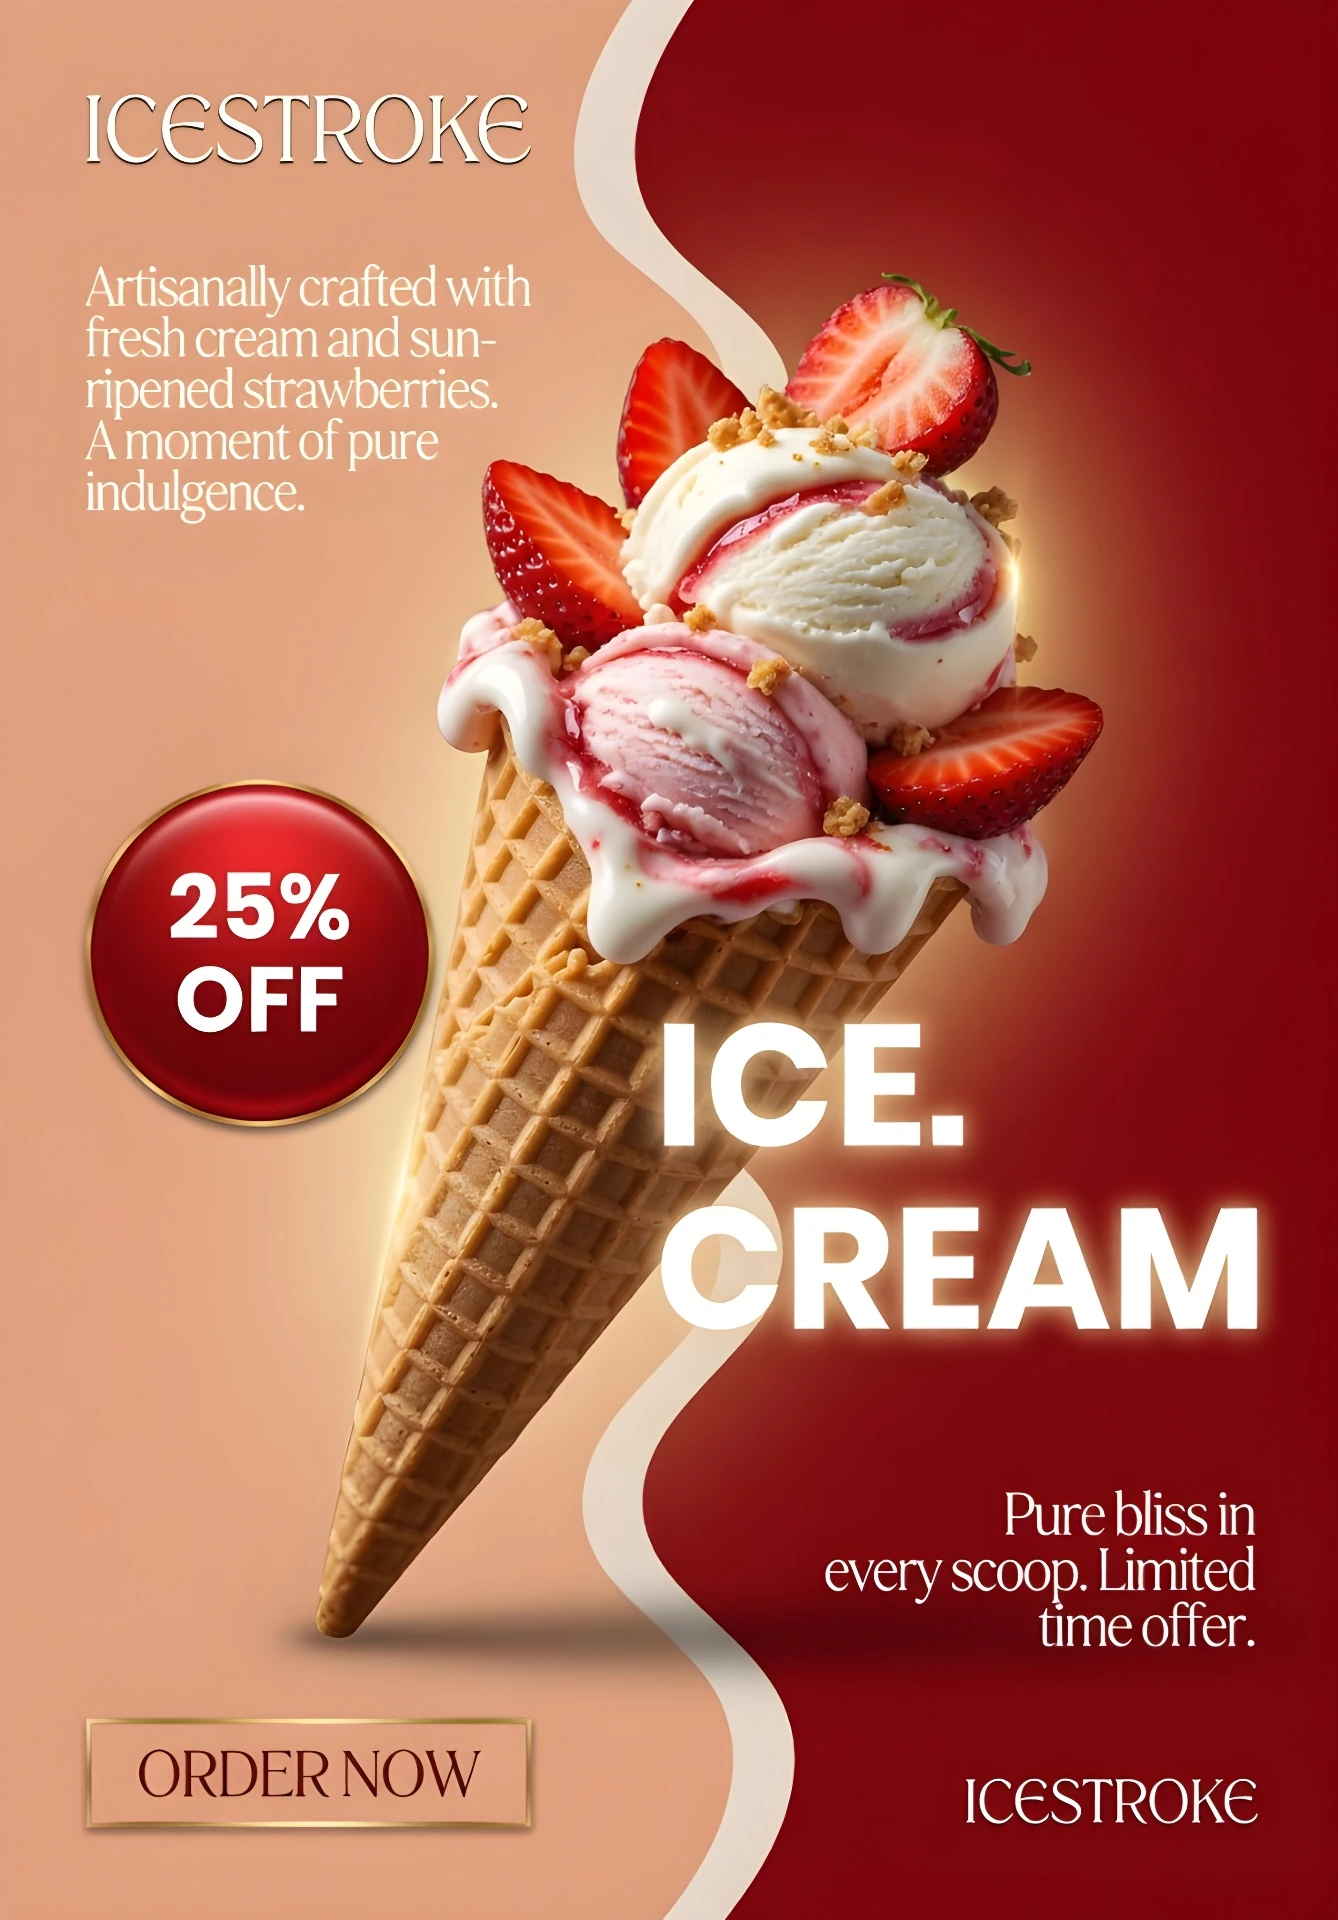 ICESTROKE
Artisanally crafted with
fresh cream and sun-
ripened strawberries.
A moment of pure
indulgence.
25%
OFF
ICE.
CREAM
Pure bliss in
every scoop. Limited
time offer.
ORDER NOW
ICESTROKE